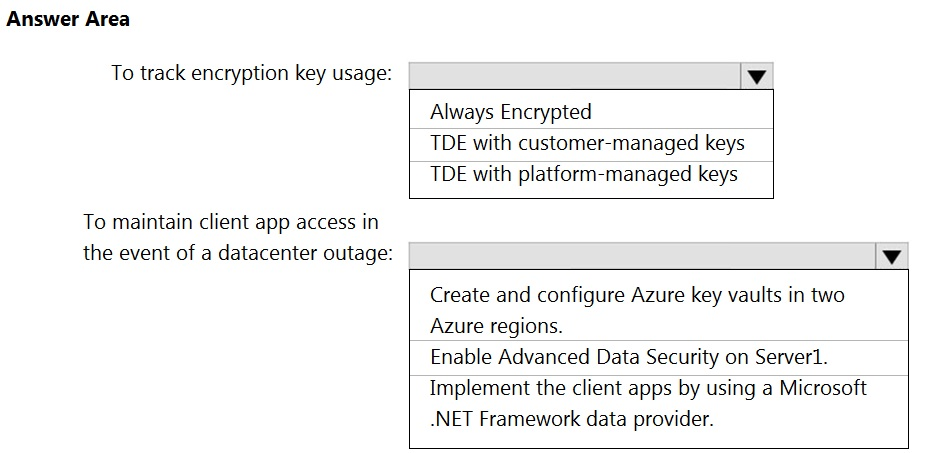 Answer Area
To track encryption key usage:
Always Encrypted
TDE with customer-managed keys
TDE with platform-managed keys
To maintain client app access in
the event of a datacenter outage:
Create and configure Azure key vaults in two
Azure regions.
Enable Advanced Data Security on Server1.
Implement the client apps by using a Microsoft
.NET Framework data provider.